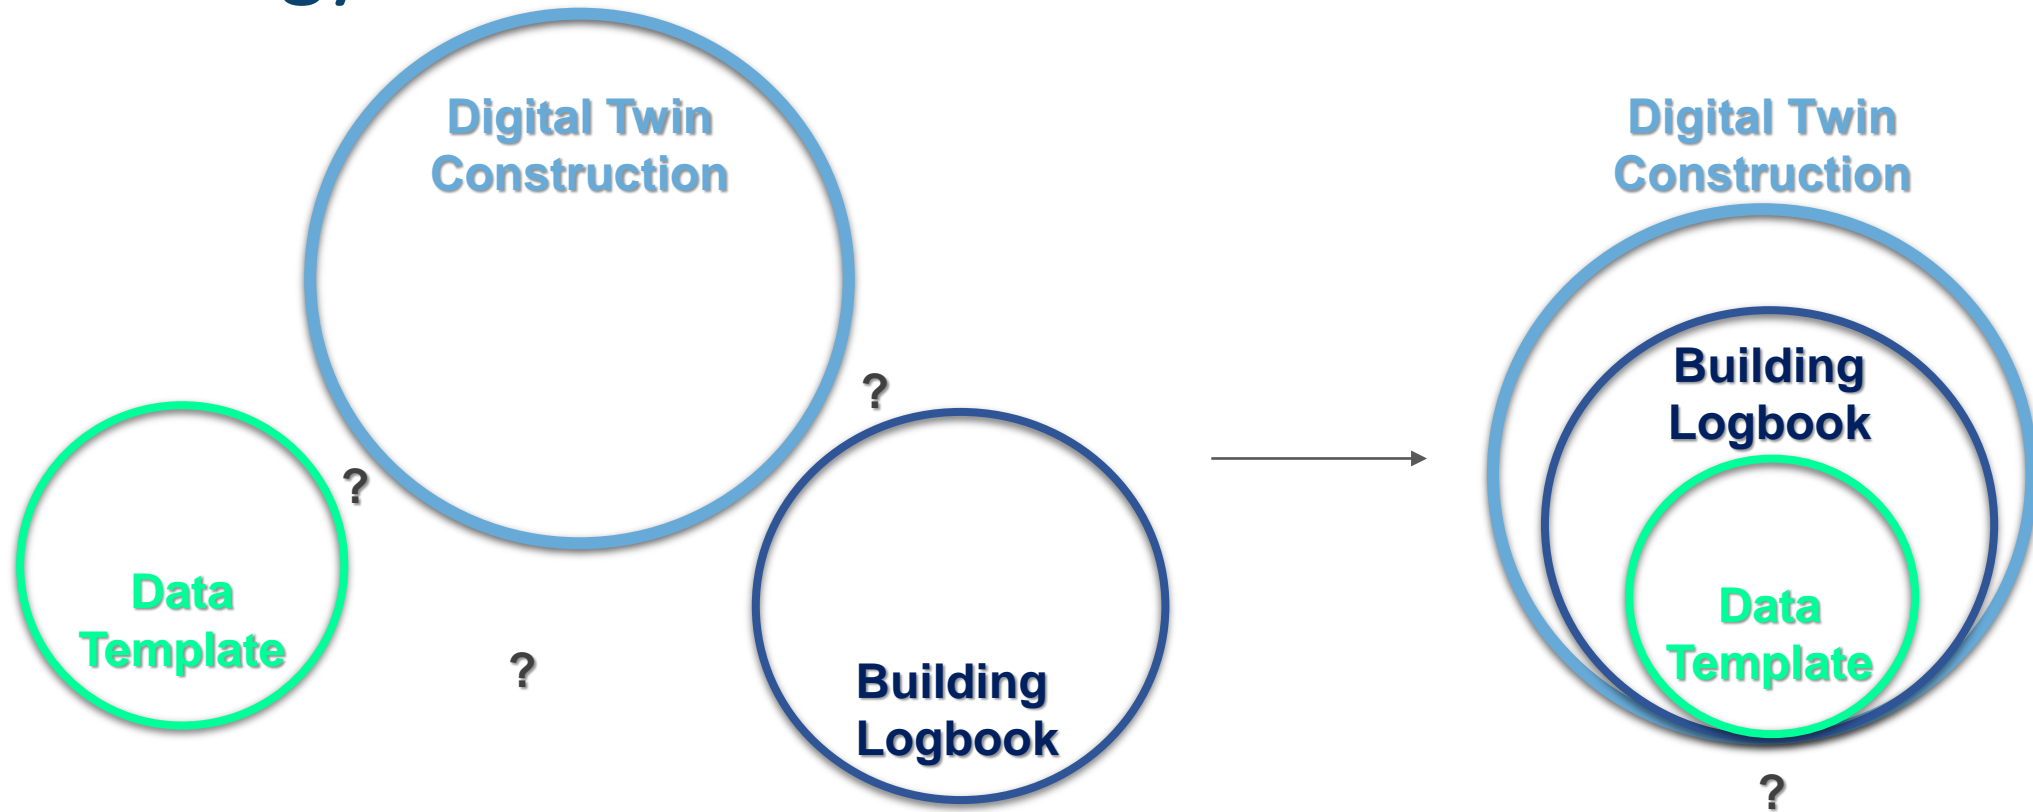 Digital Twin
Construction
?
?
Data
Template
?
Building
Logbook
Digital Twin
Construction
Building
Logbook
Data
Template
?